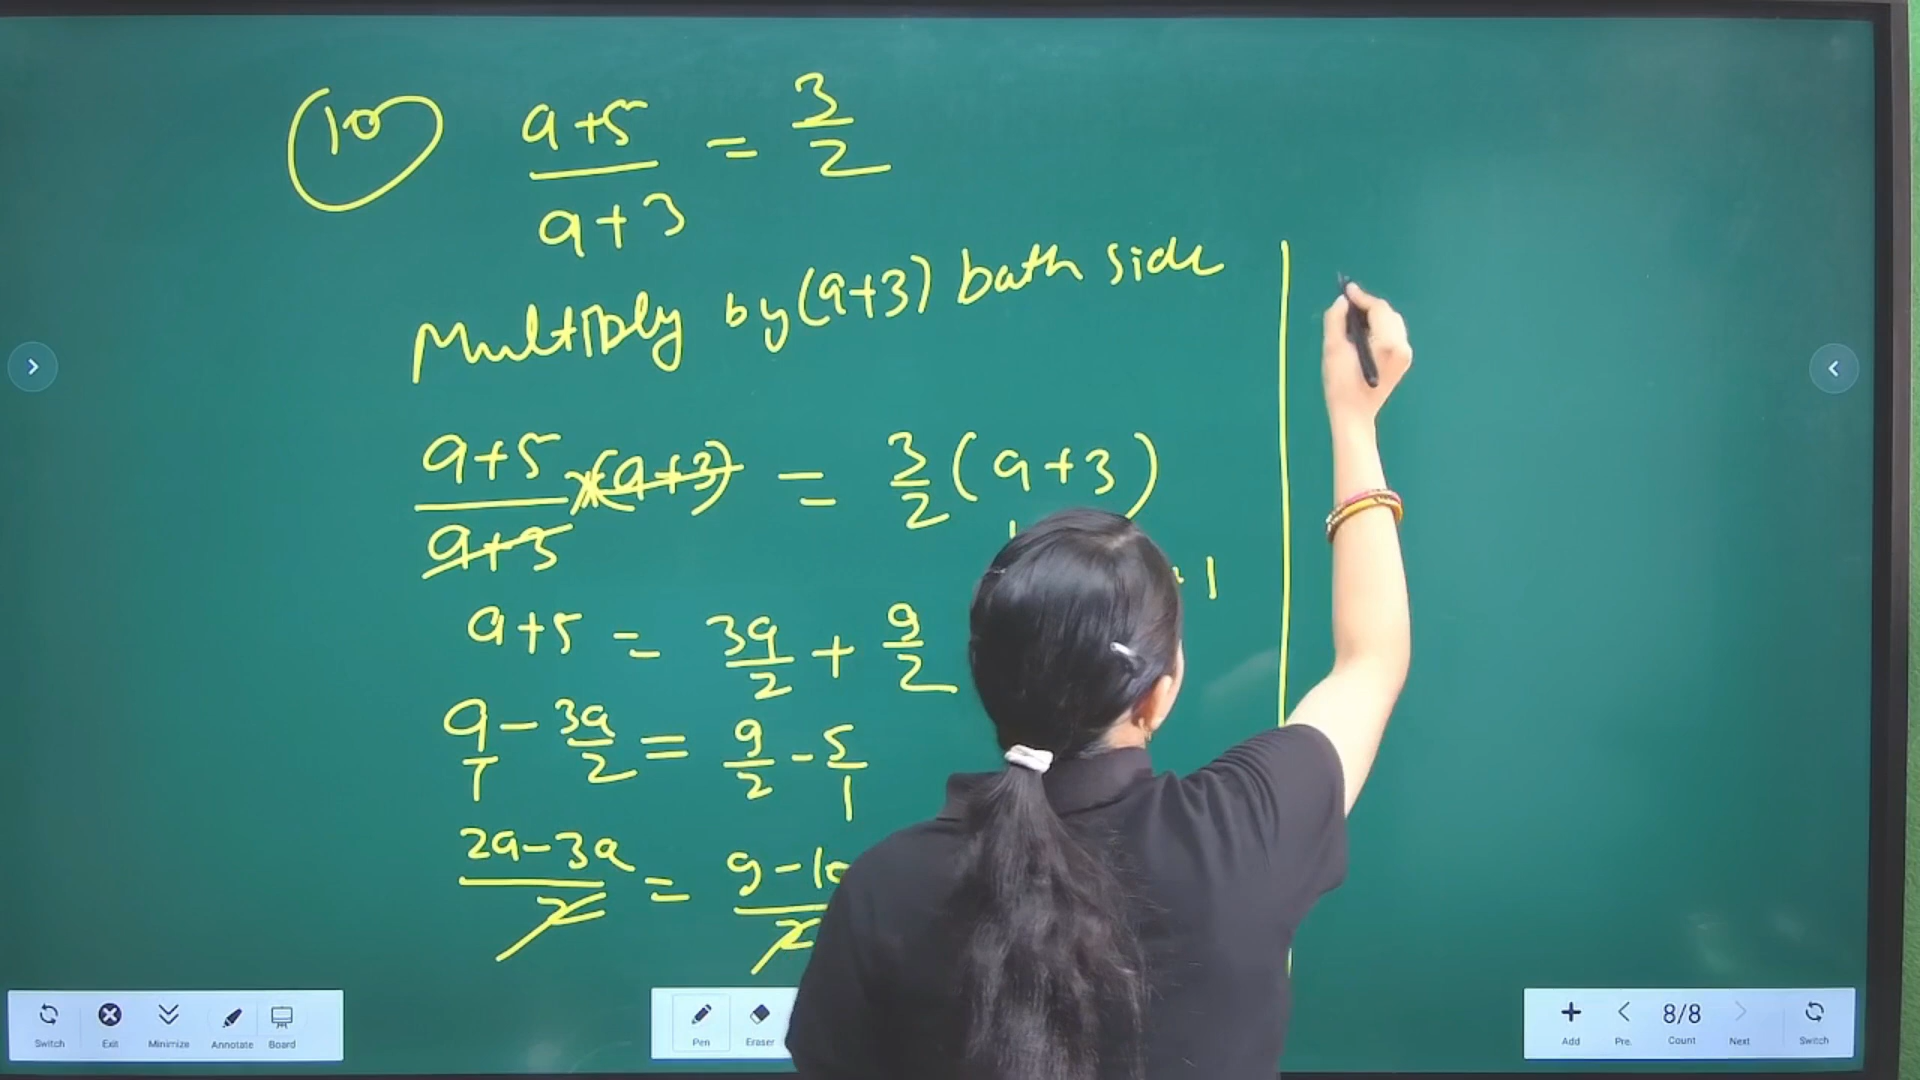 10 a+5/a+3 = 3/2
Multiply by (a+3) bath side
a+5/a+3 ×(a+3) = 3/2 (a+3)
a+5 = 3a/2 + 9/2
a/1 - 3a/2 = 9/2 - 5/1
2a-3a/2 = 9-10/2
Switch Exit Minimize Annotate Board Pen Eraser Add Pre. 8/8 Count Next Switch